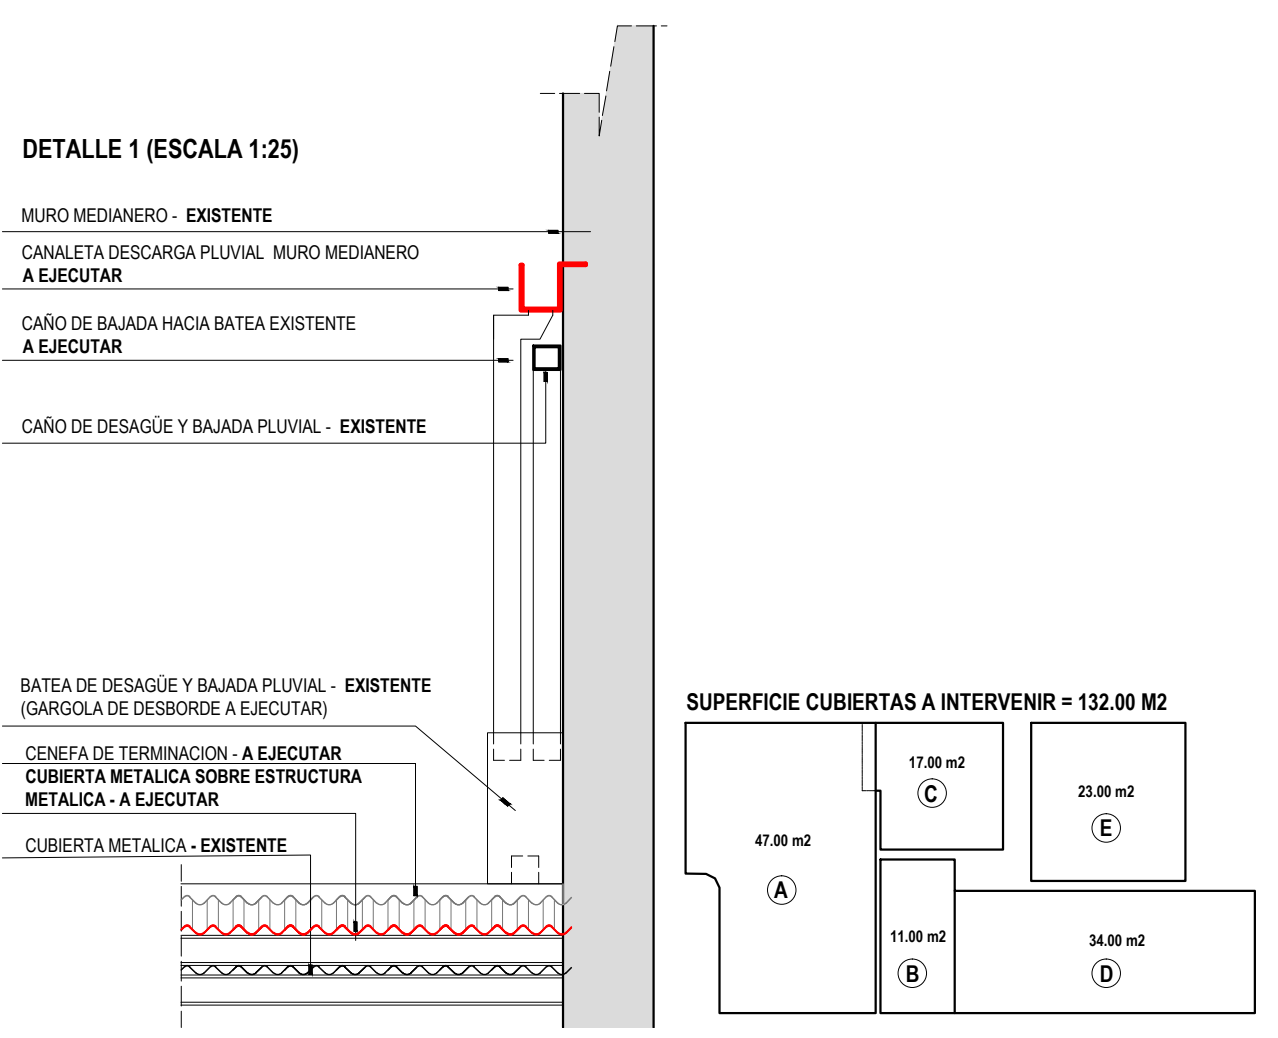 DETALLE 1 (ESCALA 1:25)
MURO MEDIANERO - EXISTENTE
CANALETA DESCARGA PLUVIAL MURO MEDIANERO
A EJECUTAR
CAÑO DE BAJADA HACIA BATEA EXISTENTE
A EJECUTAR
CAÑO DE DESAGÜE Y BAJADA PLUVIAL - EXISTENTE
BATEA DE DESAGÜE Y BAJADA PLUVIAL - EXISTENTE
(GARGOLA DE DESBORDE A EJECUTAR)
CENEFA DE TERMINACION - A EJECUTAR
CUBIERTA METALICA SOBRE ESTRUCTURA
METALICA - A EJECUTAR
CUBIERTA METALICA - EXISTENTE
SUPERFICIE CUBIERTAS A INTERVENIR = 132.00 M2
47.00 m2
A
17.00 m2
C
23.00 m2
E
11.00 m2
B
34.00 m2
D